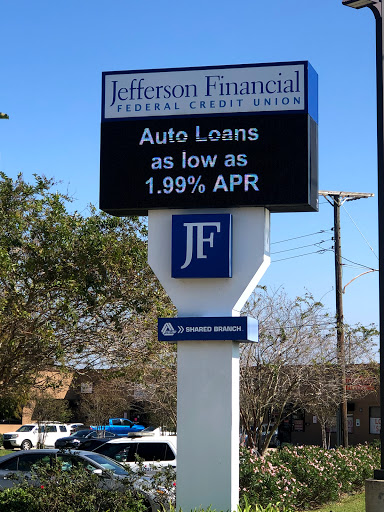 Jefferson Financial
FEDERAL CREDIT UNION
Auto Loans
as low as
1.99% APR
JF
SHARED BRANCH